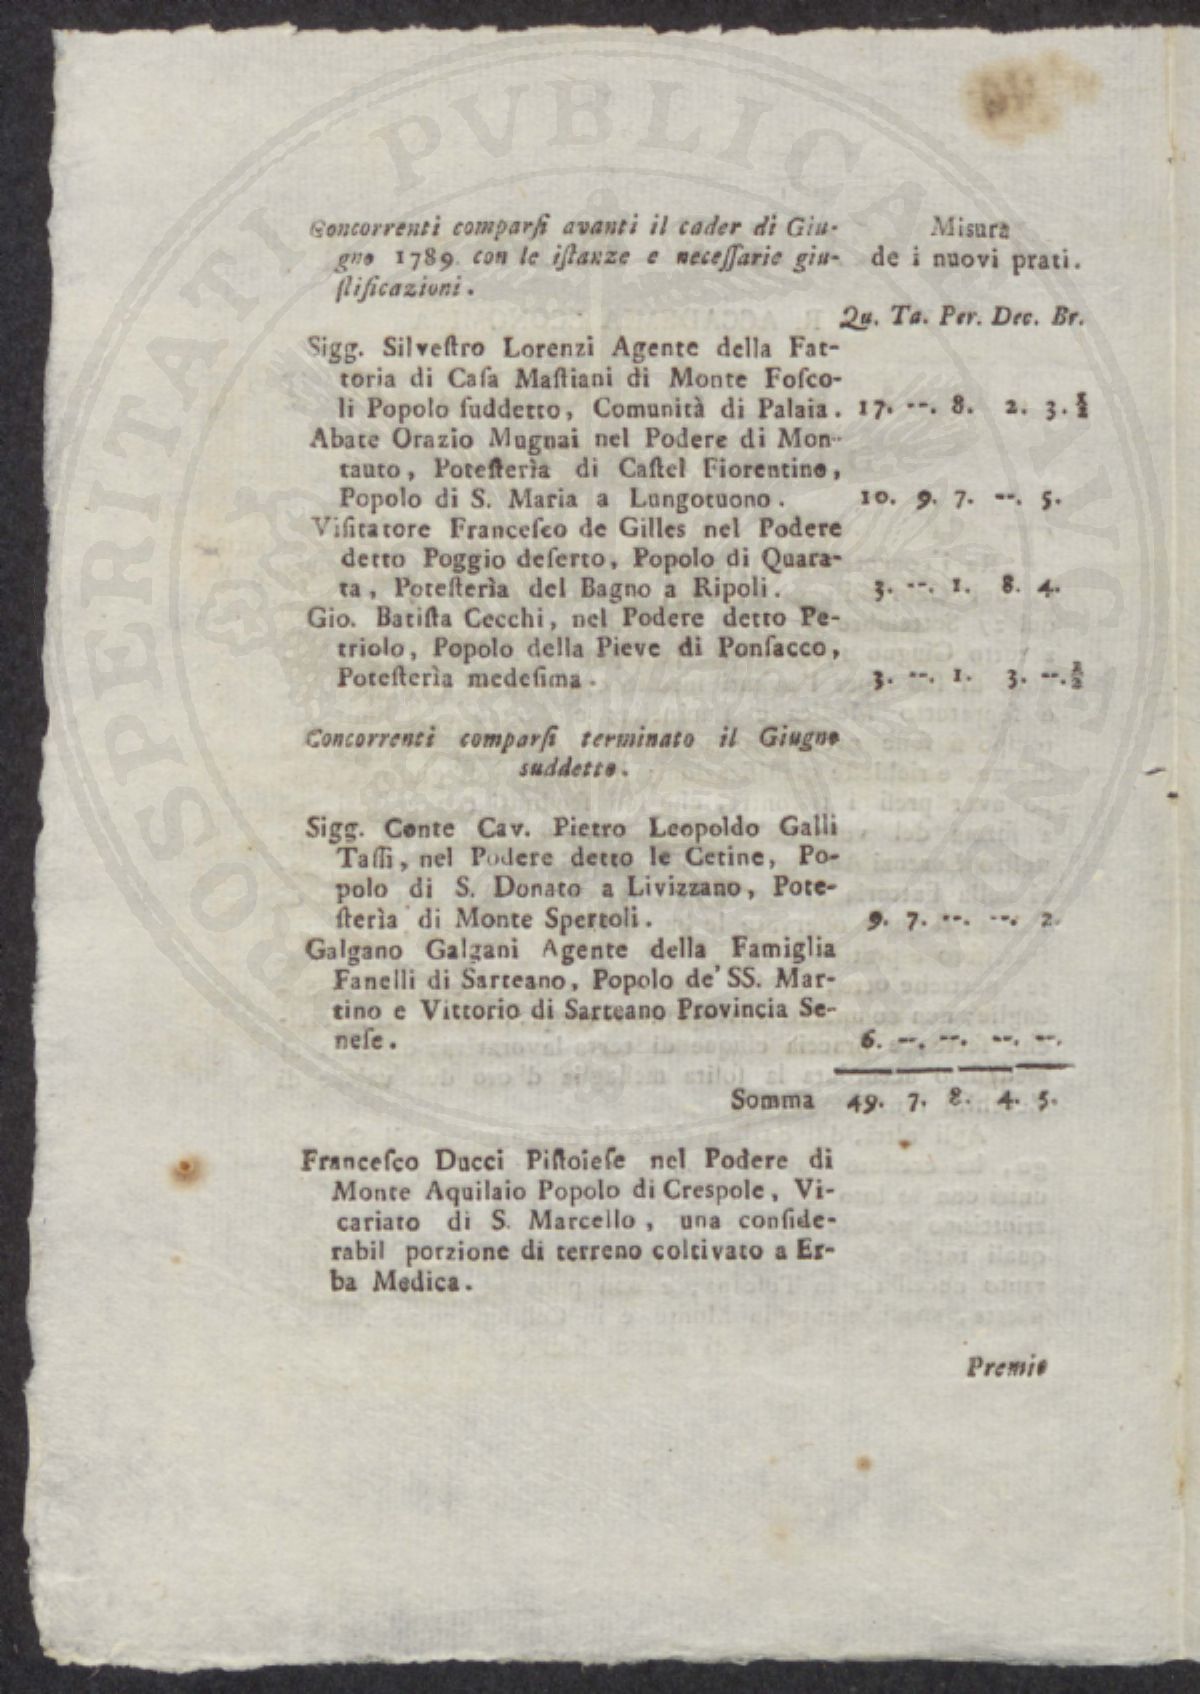 PROSPERITATI PVBLICAE AVGENDAE
Concorrenti comparſi avanti il cader di Giu- Misura
gno 1789. con le iſtanze e neceſſarie giu- de i nuovi prati.
ſtificazioni.
Qu. Ta. Per. Dec. Br.
Sigg. Silveſtro Lorenzi Agente della Fat-
toria di Caſa Maſtiani di Monte Foſco-
li Popolo ſuddetto, Comunità di Palaia. 17. --. 8. 2. 3. ½
Abate Orazio Mugnai nel Podere di Mon-
tauto, Poteſterìa di Caſtel Fiorentino,
Popolo di S. Maria a Lungotuono. 10. 9. 7. --. 5.
Viſitatore Franceſco de Gilles nel Podere
detto Poggio deſerto, Popolo di Quara-
ta, Poteſterìa del Bagno a Ripoli. 3. --. 1. 8. 4.
Gio. Batiſta Cecchi, nel Podere detto Pe-
triolo, Popolo della Pieve di Ponſacco,
Poteſterìa medeſima. 3. --. 1. 3. --. ½
Concorrenti comparſi terminato il Giugno
suddetto.
Sigg. Conte Cav. Pietro Leopoldo Galli
Taſſi, nel Podere detto le Cetine, Po-
polo di S. Donato a Livizzano, Pote-
ſterìa di Monte Spertoli. 9. 7. --. --. 2.
Galgano Galgani Agente della Famiglia
Fanelli di Sarteano, Popolo de' SS. Mar-
tino e Vittorio di Sarteano Provincia Se-
neſe. 6. --. --. --. --.
Somma 49. 7. 8. 4. 5.
Franceſco Ducci Piſtoieſe nel Podere di
Monte Aquilaio Popolo di Creſpole, Vi-
cariato di S. Marcello, una conſide-
rabil porzione di terreno coltivato a Er-
ba Medica.
Premio